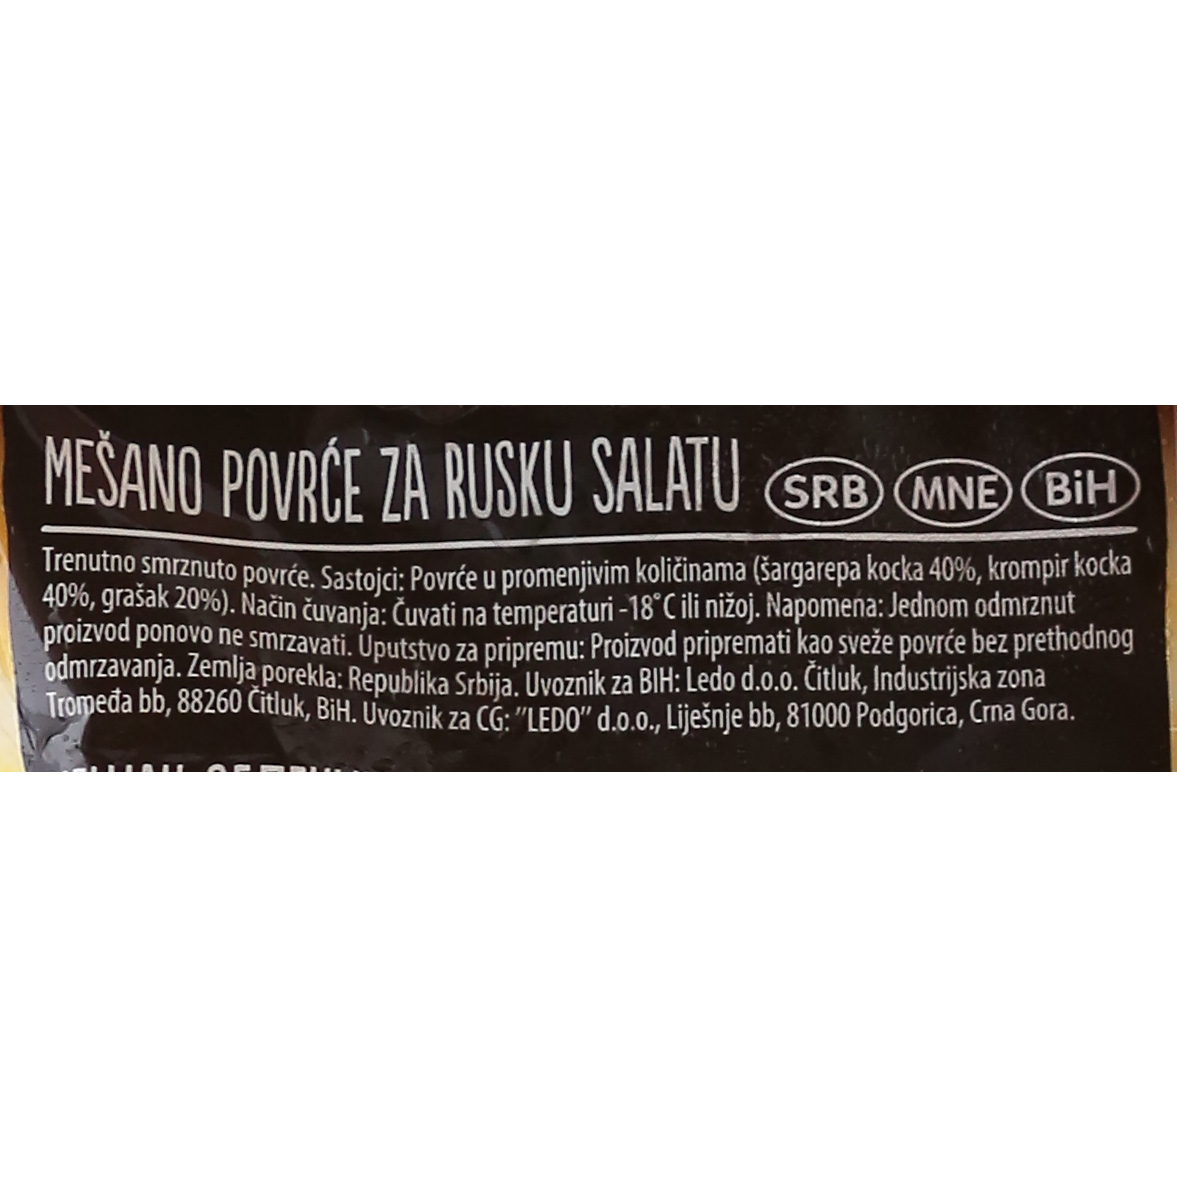 MEŠANO POVRĆE ZA RUSKU SALATU SRB MNE BiH
Trenutno smrznuto povrće. Sastojci: Povrće u promenjivim količinama (šargarepa kocka 40%, krompir kocka
40%, grašak 20%). Način čuvanja: Čuvati na temperaturi -18°C ili nižoj. Napomena: Jednom odmrznut
proizvod ponovo ne smrzavati. Uputstvo za pripremu: Proizvod pripremati kao sveže povrće bez prethodnog
odmrzavanja. Zemlja porekla: Republika Srbija. Uvoznik za BIH: Ledo d.o.o. Čitluk, Industrijska zona
Tromeđa bb, 88260 Čitluk, BiH. Uvoznik za CG: "LEDO" d.o.o., Liješnje bb, 81000 Podgorica, Crna Gora.